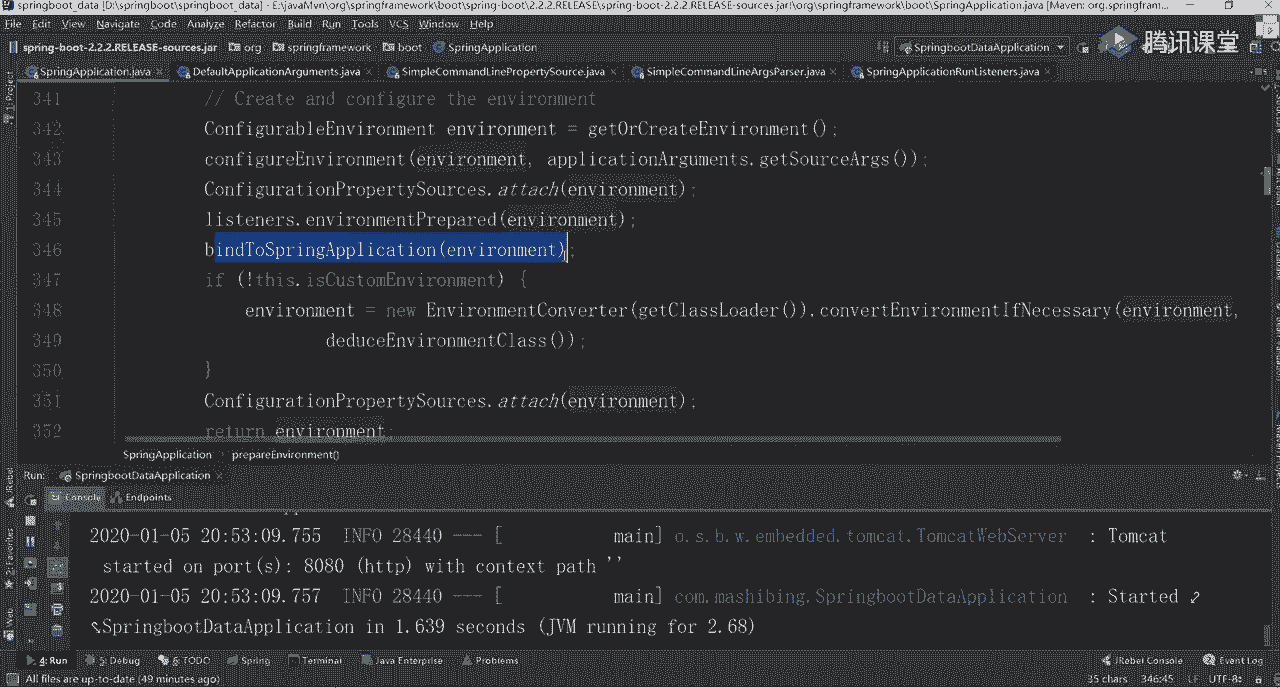 springboot_data [D:\springboot\springboot_data] - E:\javaMvn\org\springframework\boot\spring-boot\2.2.2.RELEASE\spring-boot-2.2.2.RELEASE-sources.jar!\org\springframework\boot\SpringApplication.java [Maven: org.springfram...
File Edit View Navigate Code Analyze Refactor Build Run Tools VCS Window Help
spring-boot-2.2.2.RELEASE-sources.jar org springframework boot SpringApplication SpringbootDataApplication 腾讯课堂
1: Project
SpringApplication.java DefaultApplicationArguments.java SimpleCommandLinePropertySource.java SimpleCommandLineArgsParser.java SpringApplicationRunListeners.java
341 // Create and configure the environment
342 ConfigurableEnvironment environment = getOrCreateEnvironment();
343 configureEnvironment(environment, applicationArguments.getSourceArgs());
344 ConfigurationPropertySources.attach(environment);
345 listeners.environmentPrepared(environment);
346 bindToSpringApplication(environment);
347 if (!this.isCustomEnvironment) {
348 environment = new EnvironmentConverter(getClassLoader()).convertEnvironmentIfNecessary(environment,
349 deduceEnvironmentClass());
350 }
351 ConfigurationPropertySources.attach(environment);
352 return environment;
SpringApplication prepareEnvironment()
Run: SpringbootDataApplication
Console Endpoints
JRebel
2: Favorites
Web
2020-01-05 20:53:09.755 INFO 28440 --- [ main] o.s.b.w.embedded.tomcat.TomcatWebServer : Tomcat
started on port(s): 8080 (http) with context path ''
2020-01-05 20:53:09.757 INFO 28440 --- [ main] com.mashibing.SpringbootDataApplication : Started
SpringbootDataApplication in 1.639 seconds (JVM running for 2.68)
4: Run 5: Debug 6: TODO Spring Terminal Java Enterprise Problems JRebel Console Event Log
All files are up-to-date (49 minutes ago) 35 chars 346:45 LF UTF-8